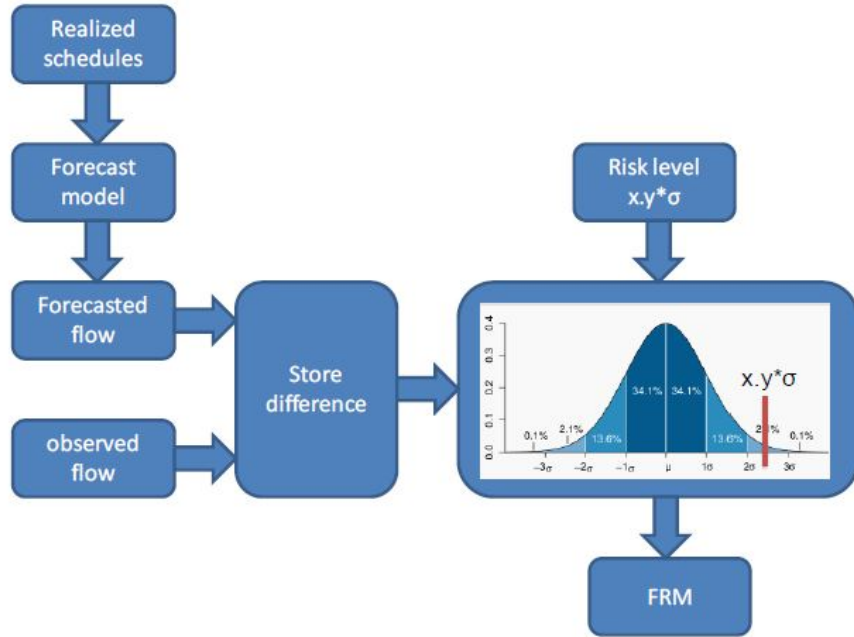 Realized
schedules
Forecast
model
Forecasted
flow
observed
flow
Store
difference
Risk level
x.y*σ
0.4
0.3
0.2
0.1
0.0
x.y*σ
34.1% 34.1%
0.1% 2.1% 13.6% 13.6% 0.1%
−3σ −2σ −1σ μ 1σ 2σ 3σ
FRM